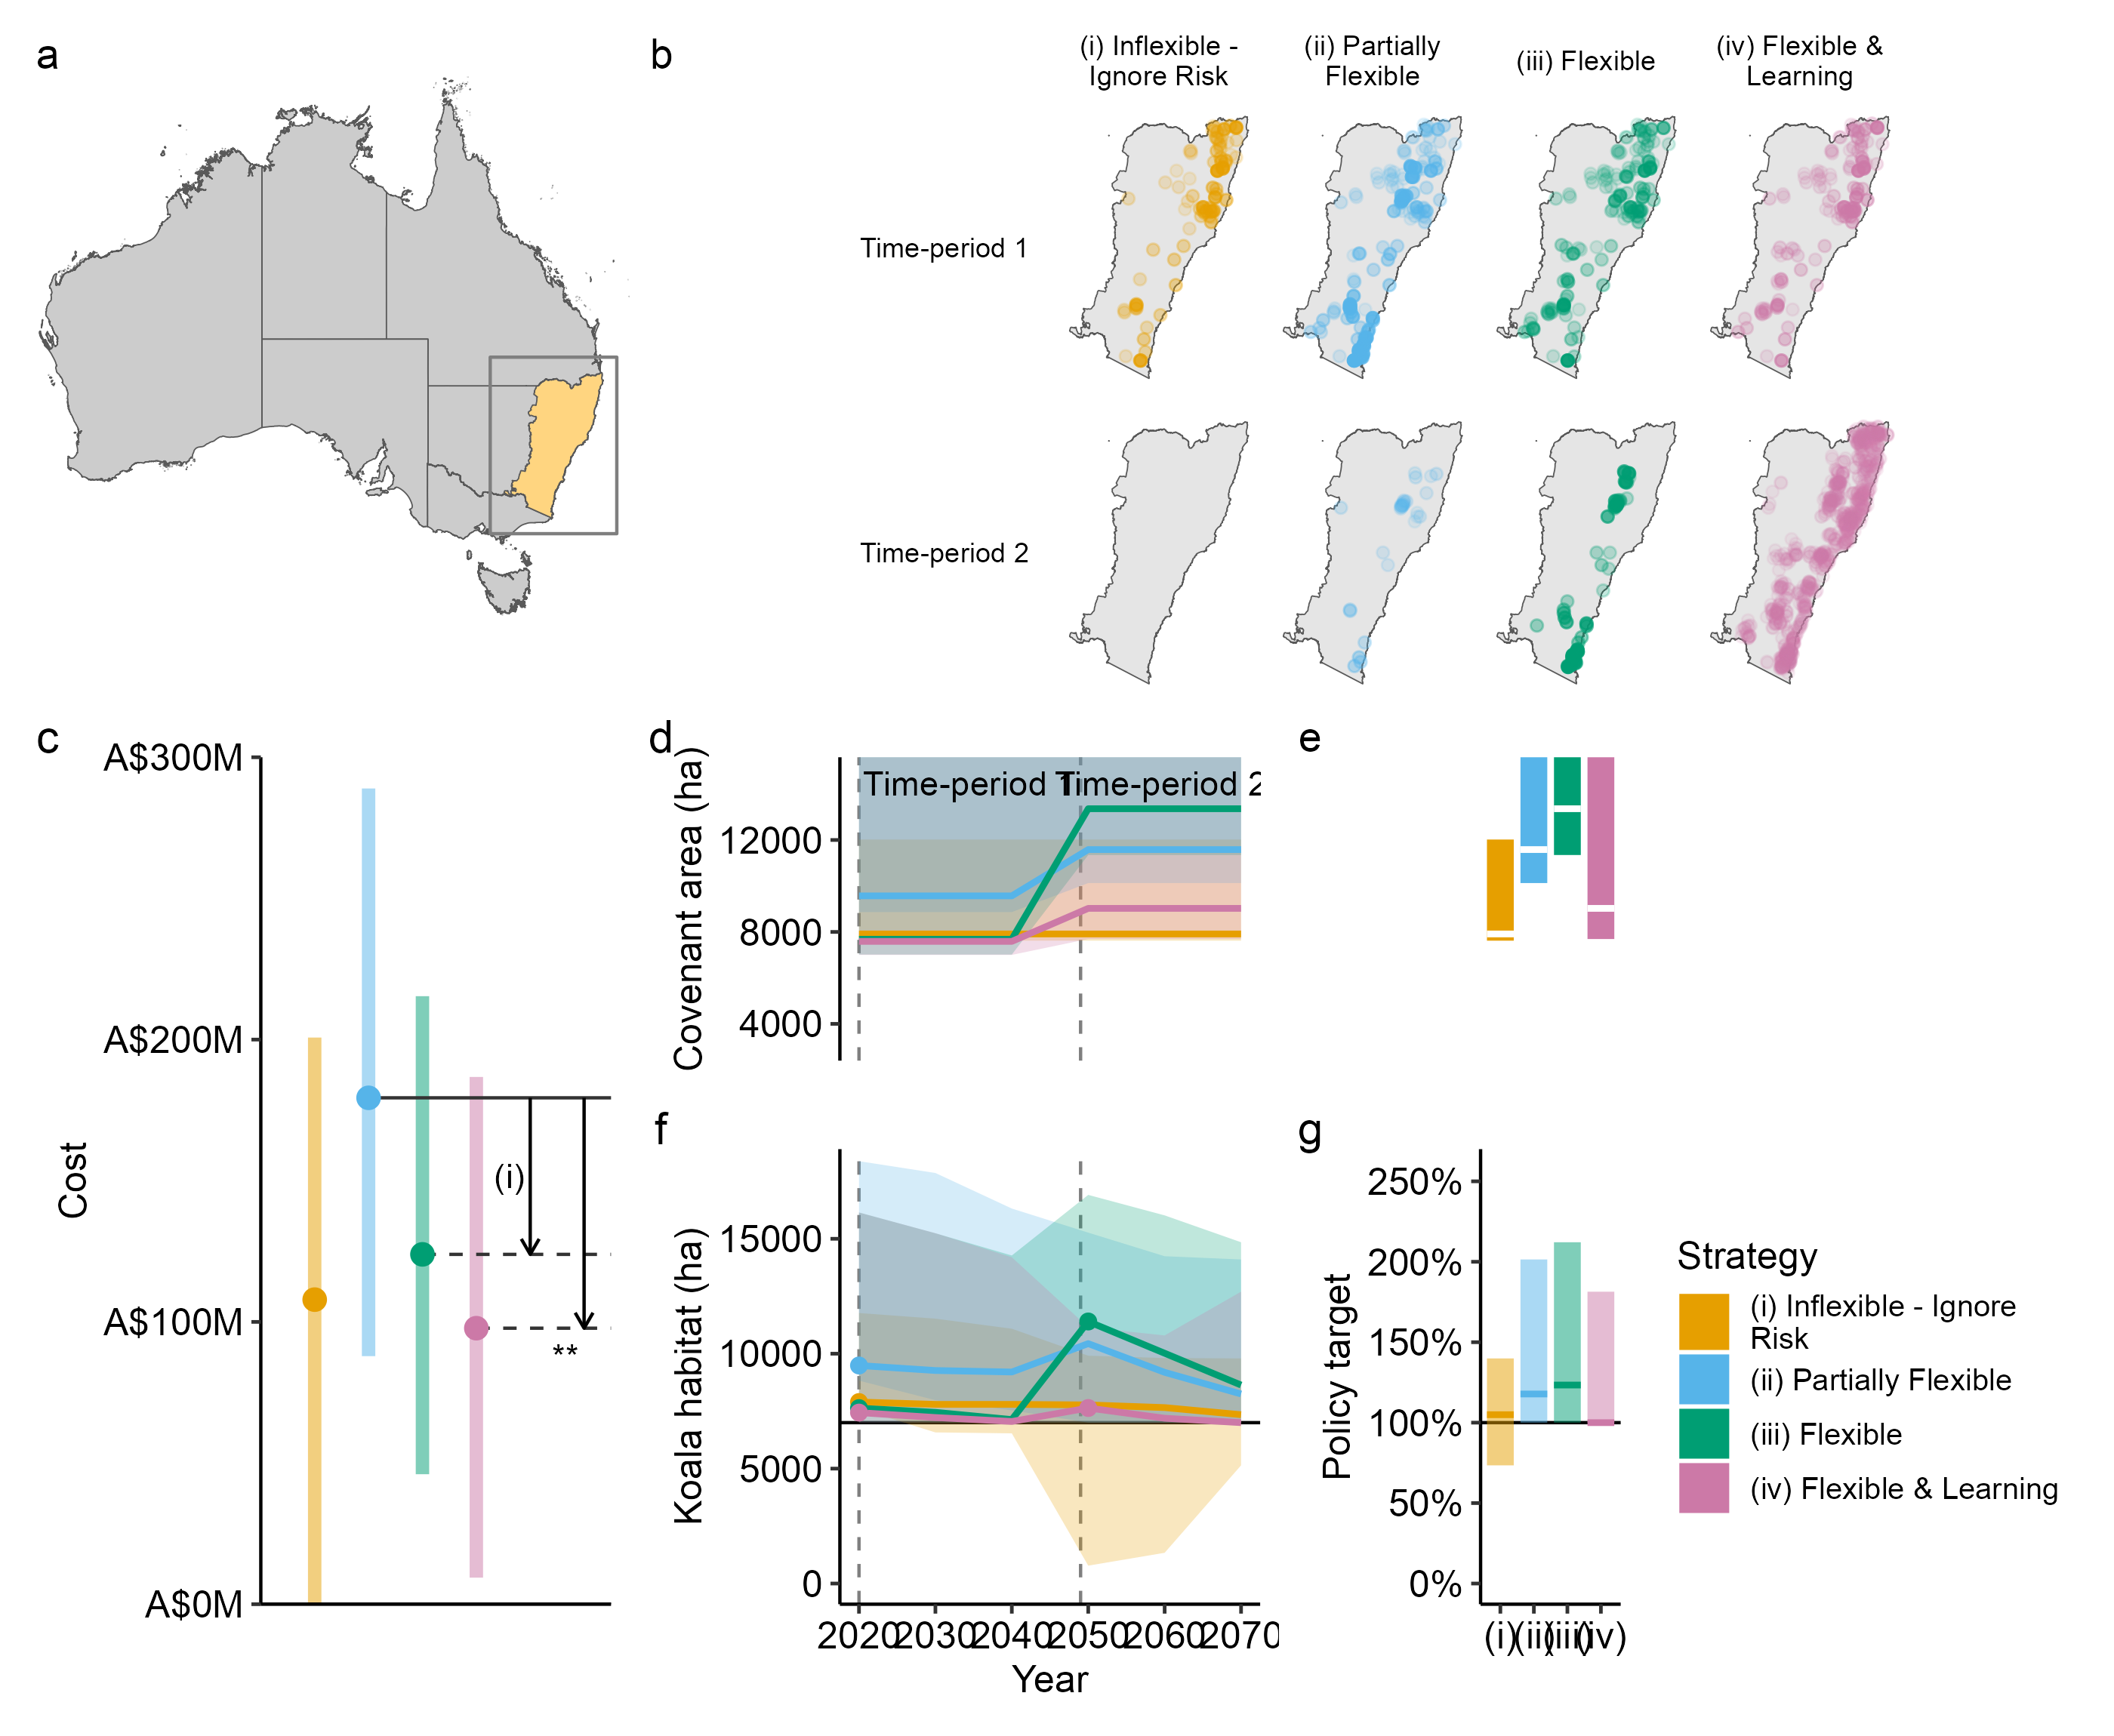 a
b
(i) Inflexible -
Ignore Risk
(ii) Partially
Flexible
(iii) Flexible
(iv) Flexible &
Learning
Time-period 1
Time-period 2
c
A$300M
A$200M
A$100M
A$0M
Cost
(i)
**
d
Covenant area (ha)
12000
8000
4000
Time-period 1
Time-period 2
e
f
Koala habitat (ha)
15000
10000
5000
0
2020
2030
2040
2050
2060
2070
Year
g
Policy target
250%
200%
150%
100%
50%
0%
(i)
(ii)
(iii)
(iv)
Strategy
(i) Inflexible - Ignore
Risk
(ii) Partially Flexible
(iii) Flexible
(iv) Flexible & Learning